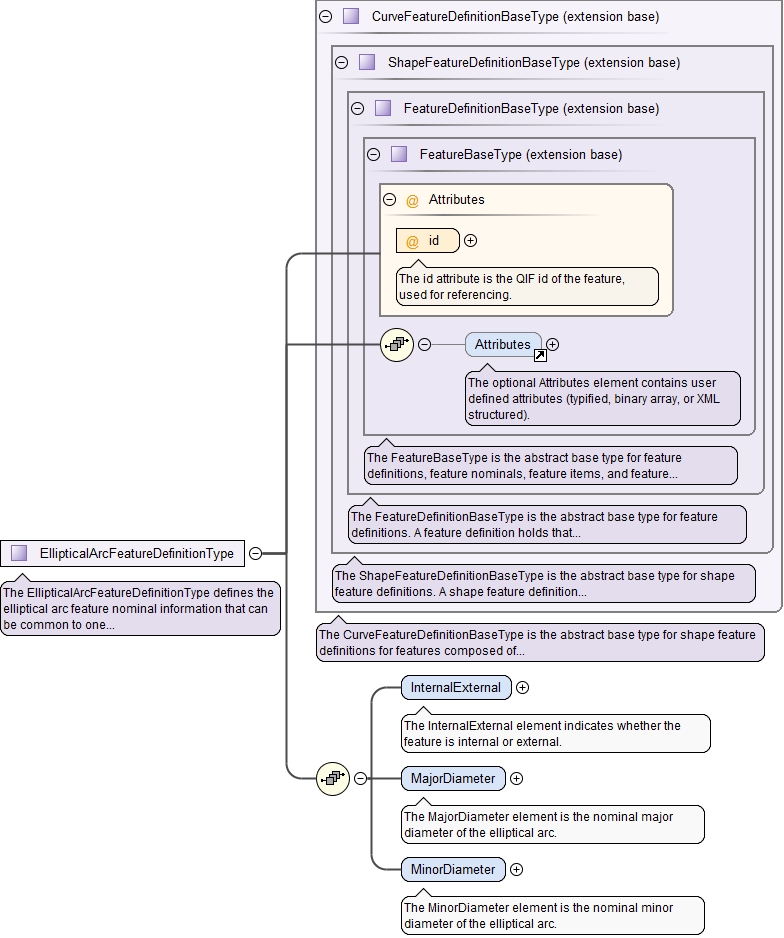 CurveFeatureDefinitionBaseType (extension base)
ShapeFeatureDefinitionBaseType (extension base)
FeatureDefinitionBaseType (extension base)
FeatureBaseType (extension base)
@ Attributes
@ id
The id attribute is the QIF id of the feature,
used for referencing.
Attributes
The optional Attributes element contains user
defined attributes (typified, binary array, or XML
structured).
The FeatureBaseType is the abstract base type for feature
definitions, feature nominals, feature items, and feature...
The FeatureDefinitionBaseType is the abstract base type for feature
definitions. A feature definition holds that...
EllipticalArcFeatureDefinitionType
The EllipticalArcFeatureDefinitionType defines the
elliptical arc feature nominal information that can
be common to one...
The ShapeFeatureDefinitionBaseType is the abstract base type for shape
feature definitions. A shape feature definition...
The CurveFeatureDefinitionBaseType is the abstract base type for shape feature
definitions for features composed of...
InternalExternal
The InternalExternal element indicates whether the
feature is internal or external.
MajorDiameter
The MajorDiameter element is the nominal major
diameter of the elliptical arc.
MinorDiameter
The MinorDiameter element is the nominal minor
diameter of the elliptical arc.